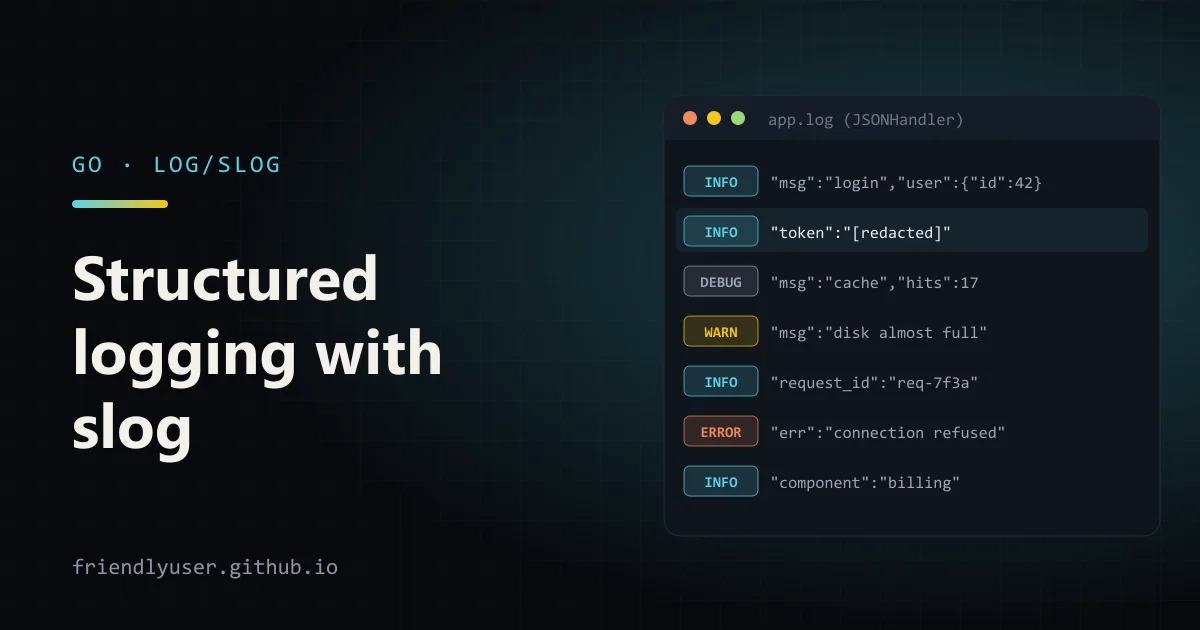 GO · LOG/SLOG
Structured
logging with
slog
friendlyuser.github.io
app.log (JSONHandler)
INFO "msg":"login","user":{"id":42}
INFO "token":"[redacted]"
DEBUG "msg":"cache","hits":17
WARN "msg":"disk almost full"
INFO "request_id":"req-7f3a"
ERROR "err":"connection refused"
INFO "component":"billing"